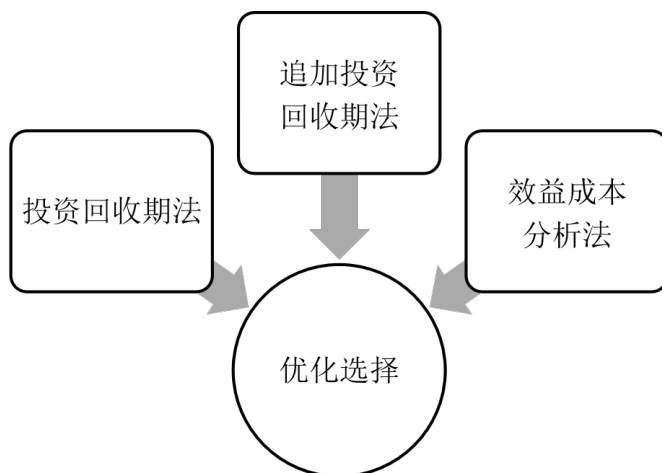 追加投资
回收期法
投资回收期法
效益成本
分析法
优化选择